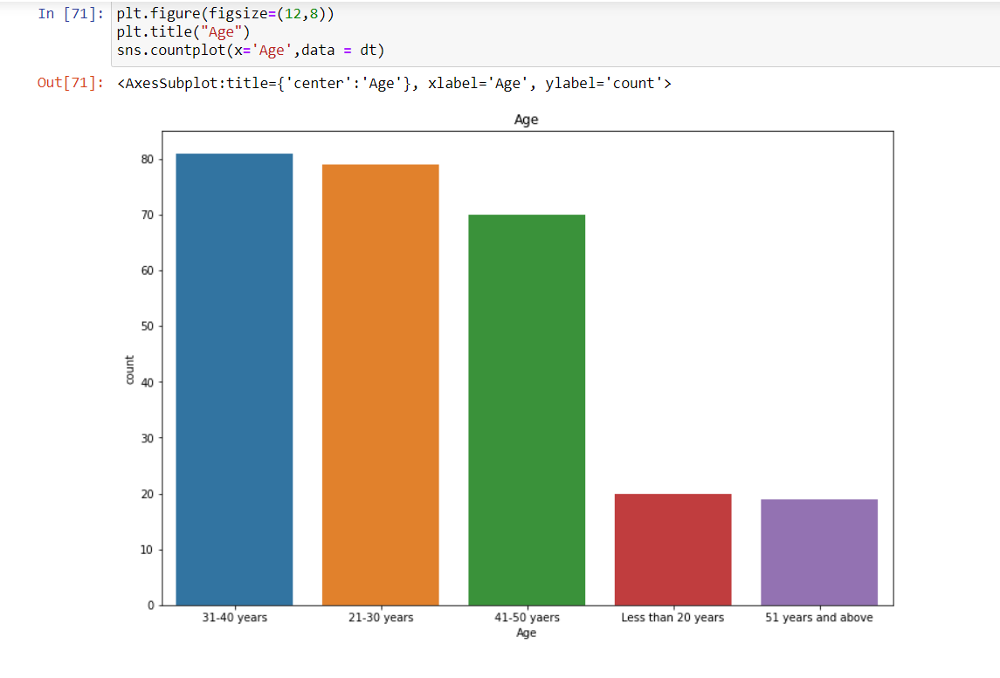 In [71]: plt.figure(figsize=(12,8))
plt.title("Age")
sns.countplot(x='Age',data = dt)
Out[71]: <AxesSubplot:title={'center':'Age'}, xlabel='Age', ylabel='count'>
Age
80
70
60
50
40
30
20
10
0
count
31-40 years 21-30 years 41-50 yaers Less than 20 years 51 years and above
Age